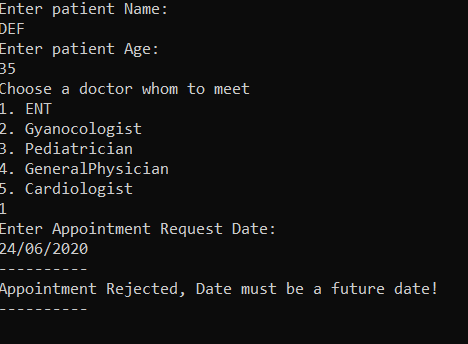 Enter patient Name:
DEF
Enter patient Age:
35
Choose a doctor whom to meet
1. ENT
2. Gyanocologist
3. Pediatrician
4. GeneralPhysician
5. Cardiologist
1
Enter Appointment Request Date:
24/06/2020
----------
Appointment Rejected, Date must be a future date!
----------